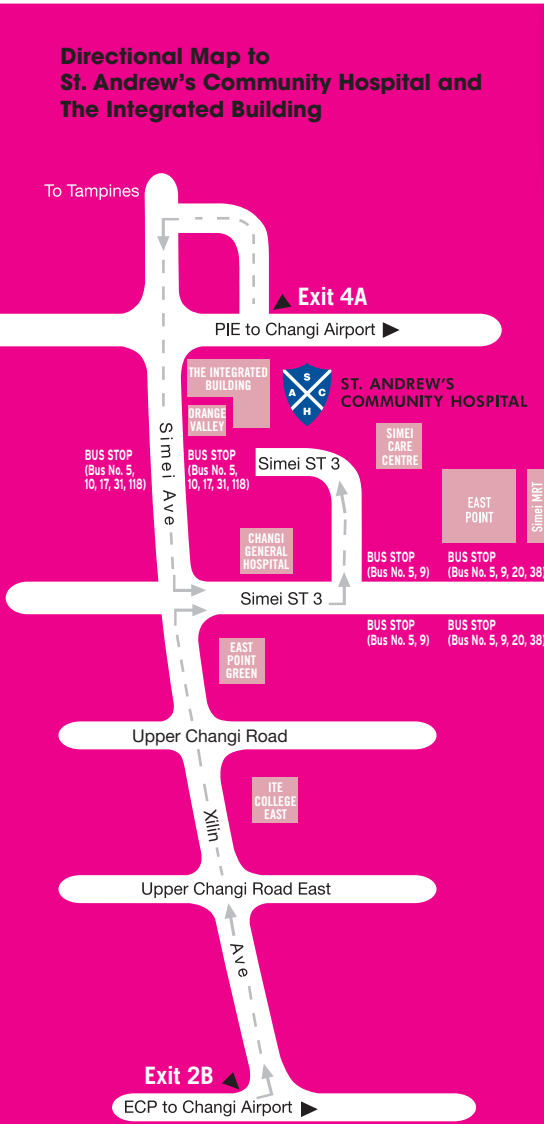 Directional Map to
St. Andrew's Community Hospital and
The Integrated Building
To Tampines
Exit 4A
PIE to Changi Airport
THE INTEGRATED
BUILDING
ORANGE
VALLEY
S
A C
H
ST. ANDREW'S
COMMUNITY HOSPITAL
SIMEI
CARE
CENTRE
BUS STOP
(Bus No. 5,
10, 17, 31, 118)
Simei Ave
BUS STOP
(Bus No. 5,
10, 17, 31, 118)
Simei ST 3
EAST
POINT
Simei MRT
CHANGI
GENERAL
HOSPITAL
BUS STOP
(Bus No. 5, 9)
BUS STOP
(Bus No. 5, 9, 20, 38)
Simei ST 3
BUS STOP
(Bus No. 5, 9)
BUS STOP
(Bus No. 5, 9, 20, 38)
EAST
POINT
GREEN
Upper Changi Road
ITE
COLLEGE
EAST
Xilin
Upper Changi Road East
Ave
Exit 2B
ECP to Changi Airport